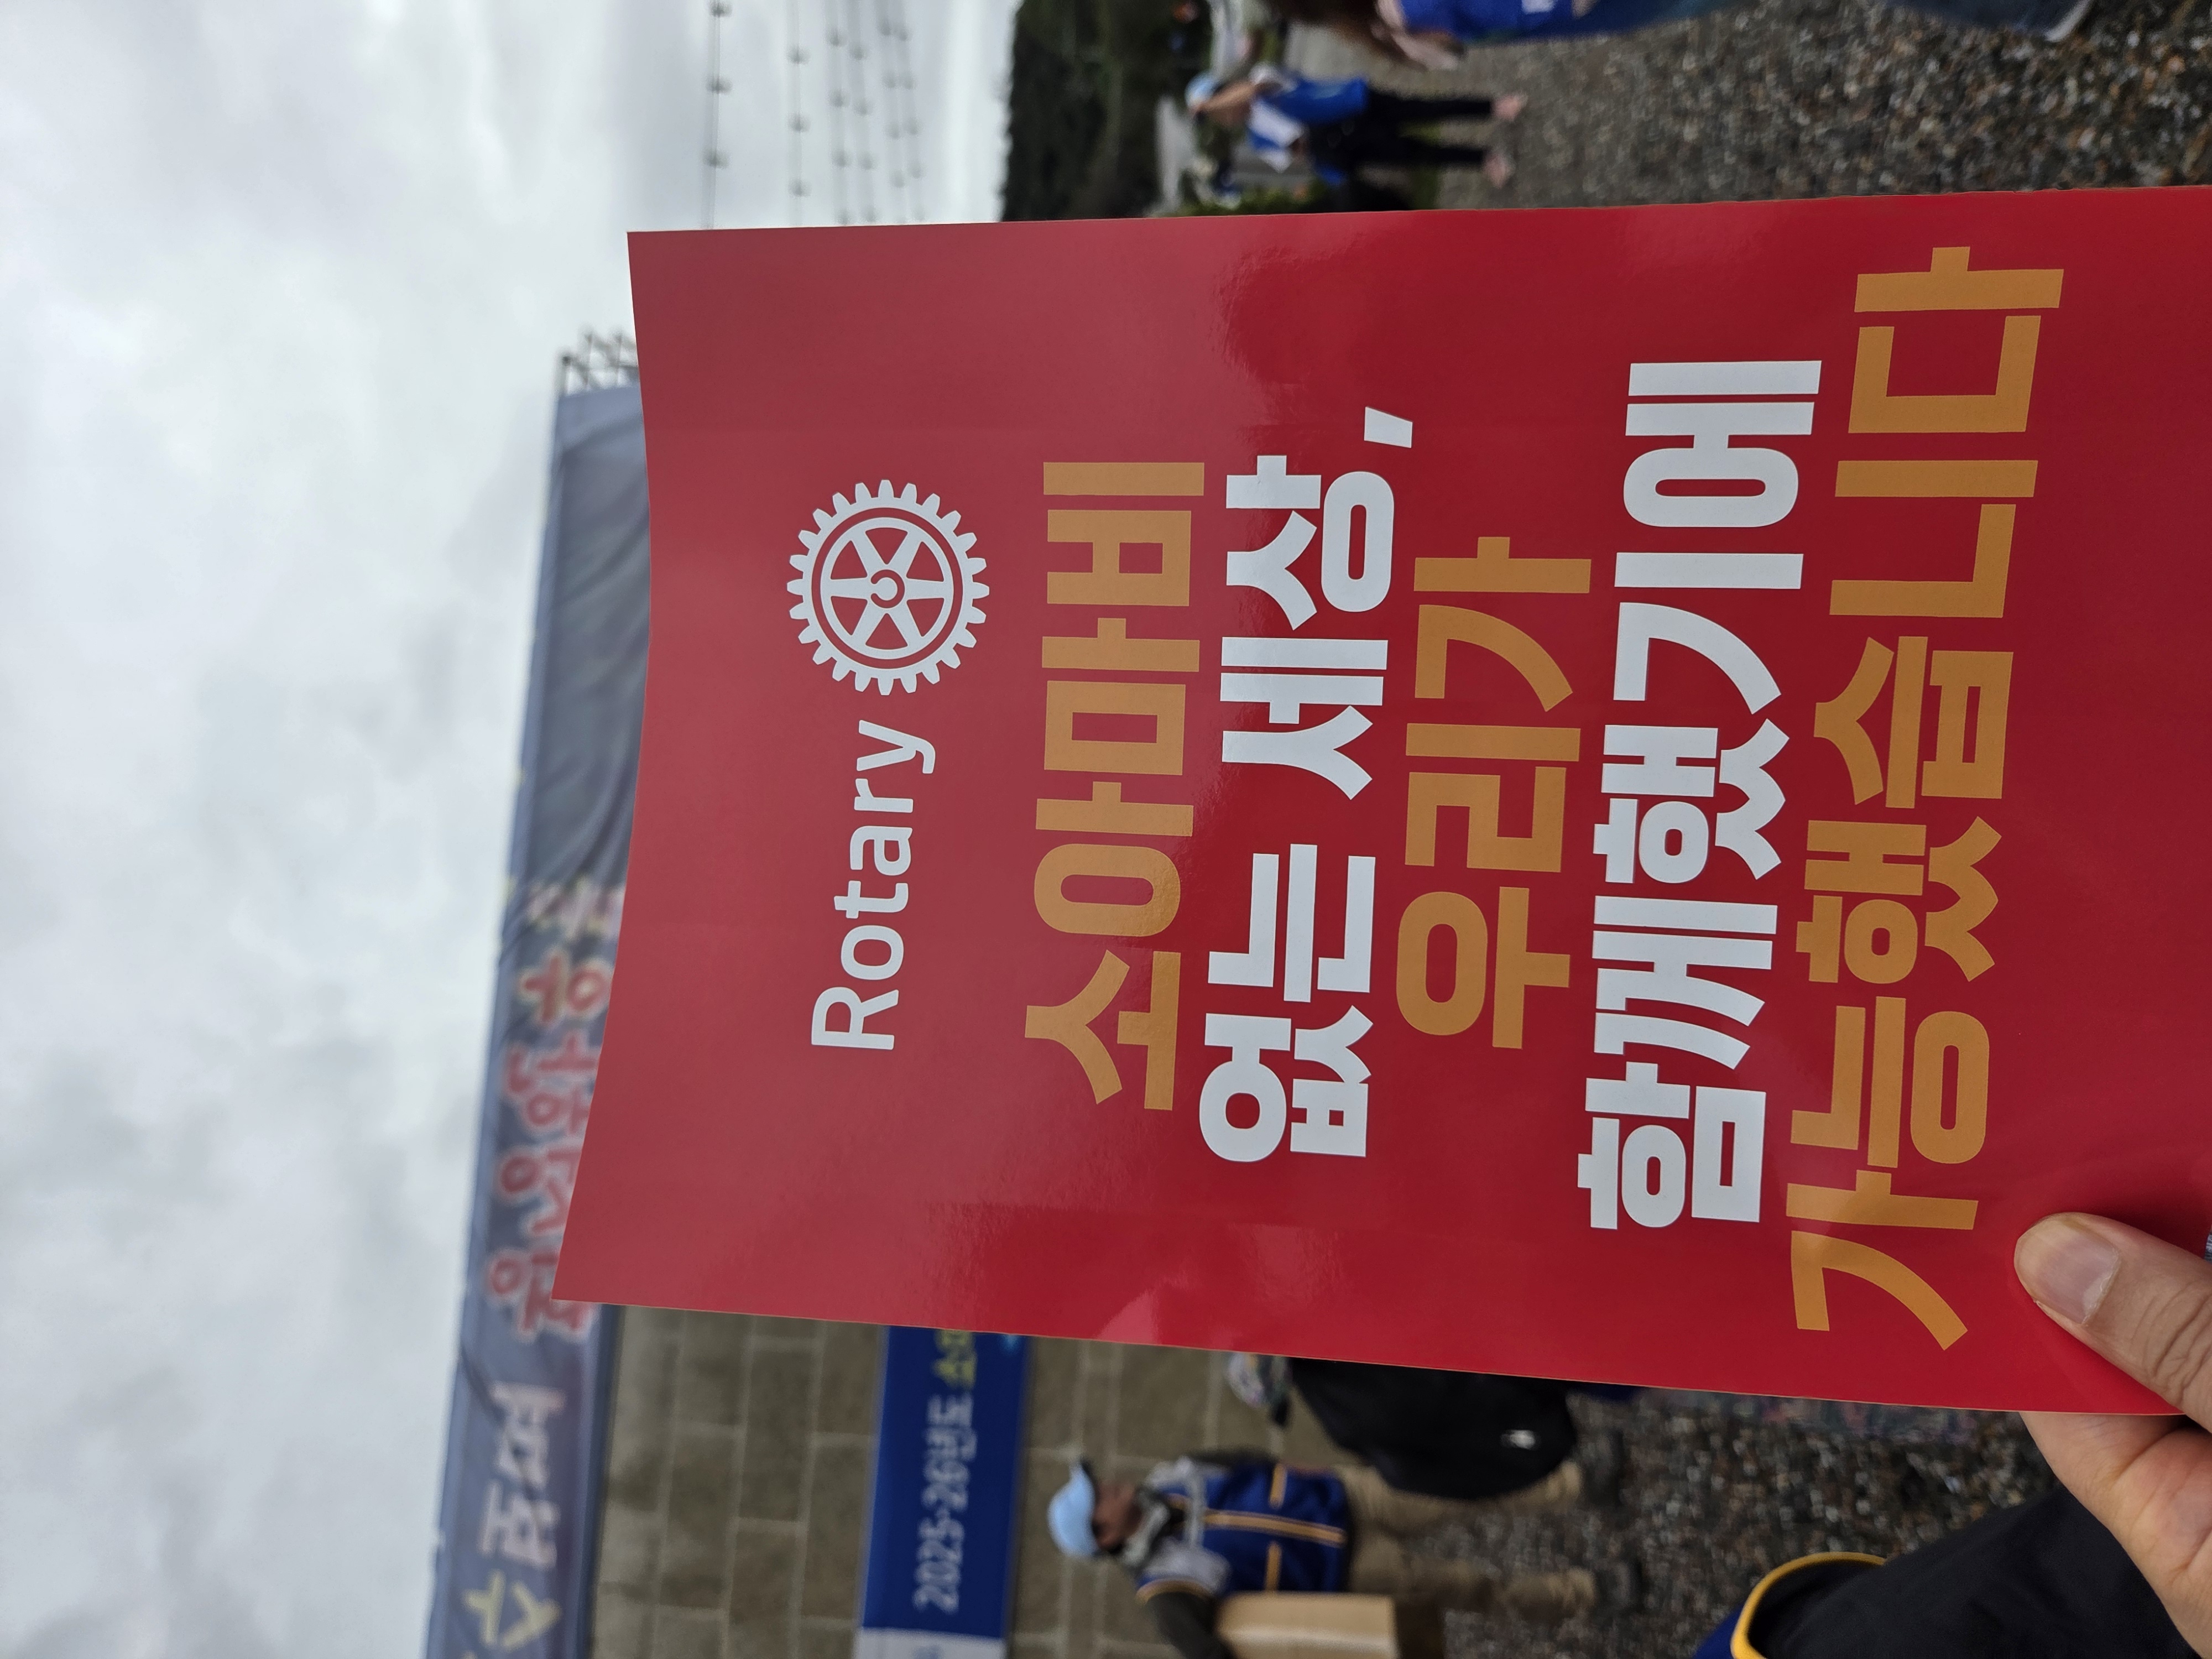 Rotary
소아마비
없는 세상,
우리가
함께했기에
가능했습니다
2025-26년도